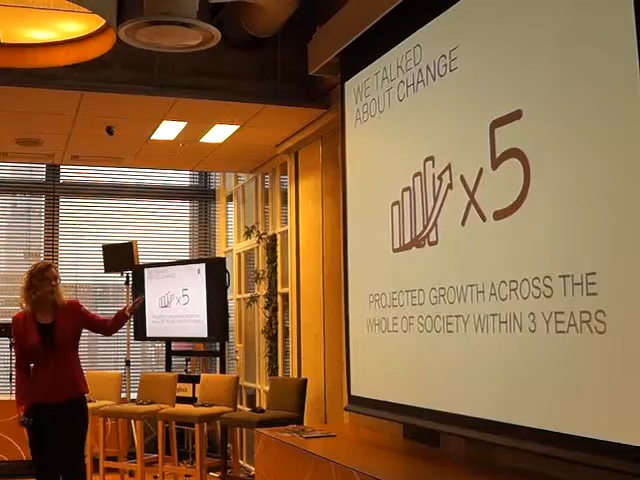 WE TALKED
ABOUT CHANGE
x5
PROJECTED GROWTH ACROSS THE
WHOLE OF SOCIETY WITHIN 3 YEARS
x5